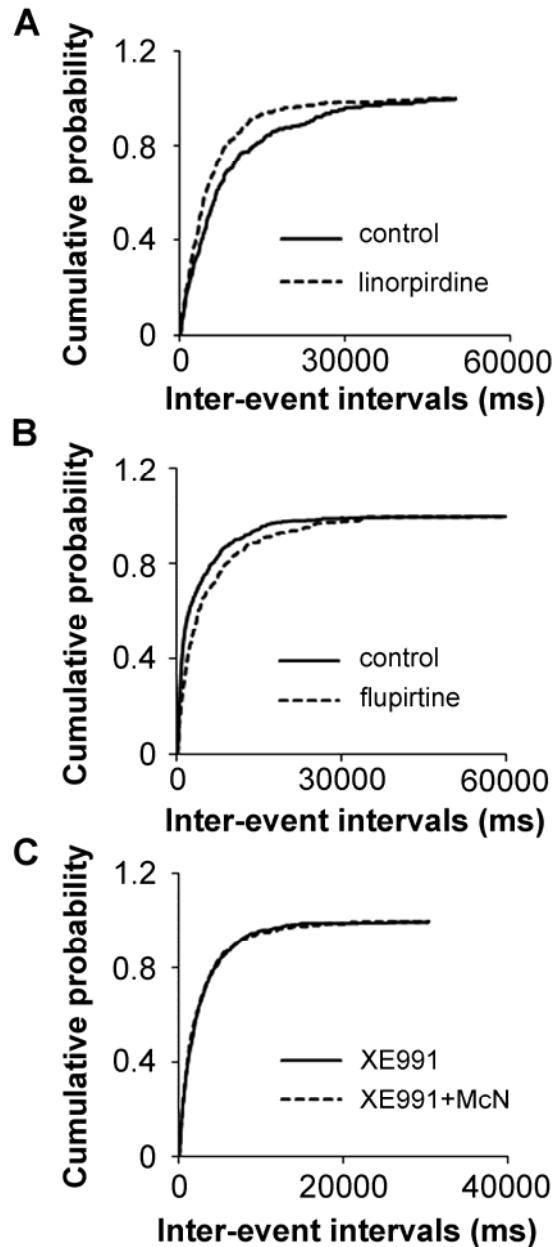 A
Cumulative probability
1.2
0.8
0.4
0
control
linorpirdine
0 30000 60000
Inter-event intervals (ms)
B
Cumulative probability
1.2
0.8
0.4
0
control
flupirtine
0 30000 60000
Inter-event intervals (ms)
C
Cumulative probability
1.2
0.8
0.4
0
XE991
XE991+McN
0 20000 40000
Inter-event intervals (ms)